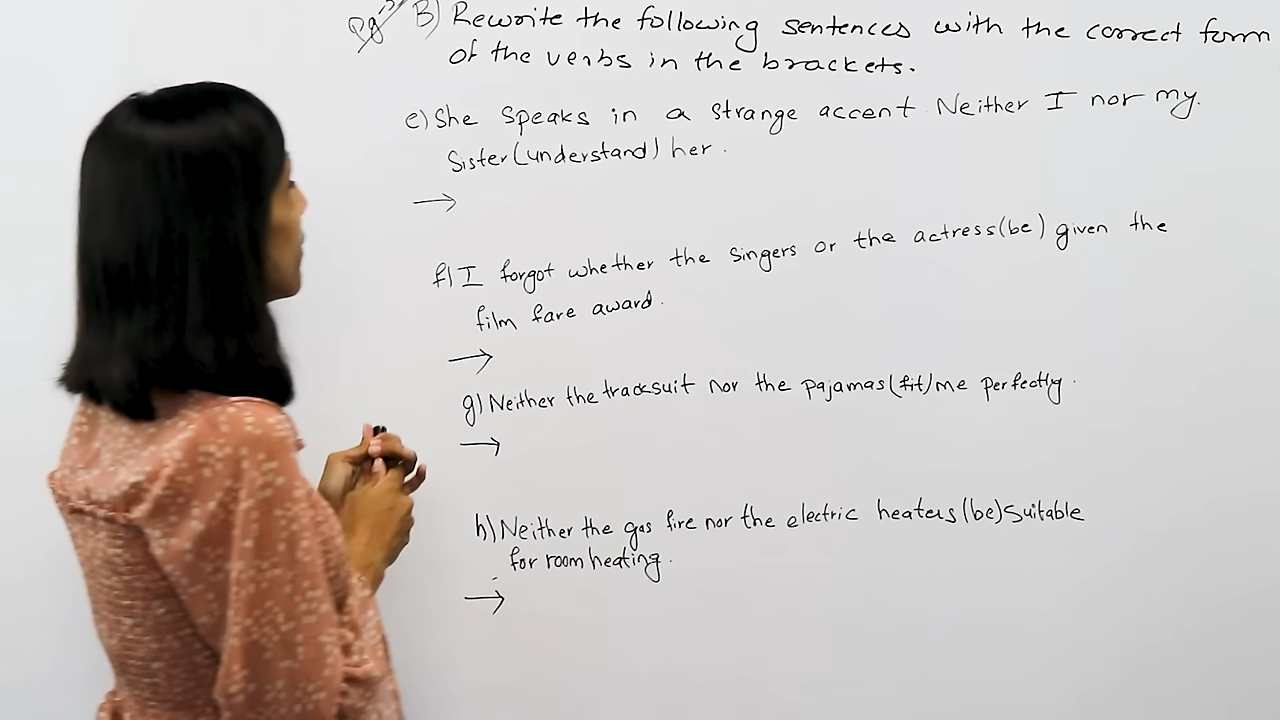 B) Rewrite the following sentences with the correct form
of the verbs in the brackets.
e) She speaks in a strange accent Neither I nor my.
Sister (understand) her.
→
f) I forgot whether the singers or the actress (be) given the
film fare award.
→
g) Neither the tracksuit nor the pajamas (fit) me perfectly.
→
h) Neither the gas fire nor the electric heaters (be) suitable
for room heating.
→